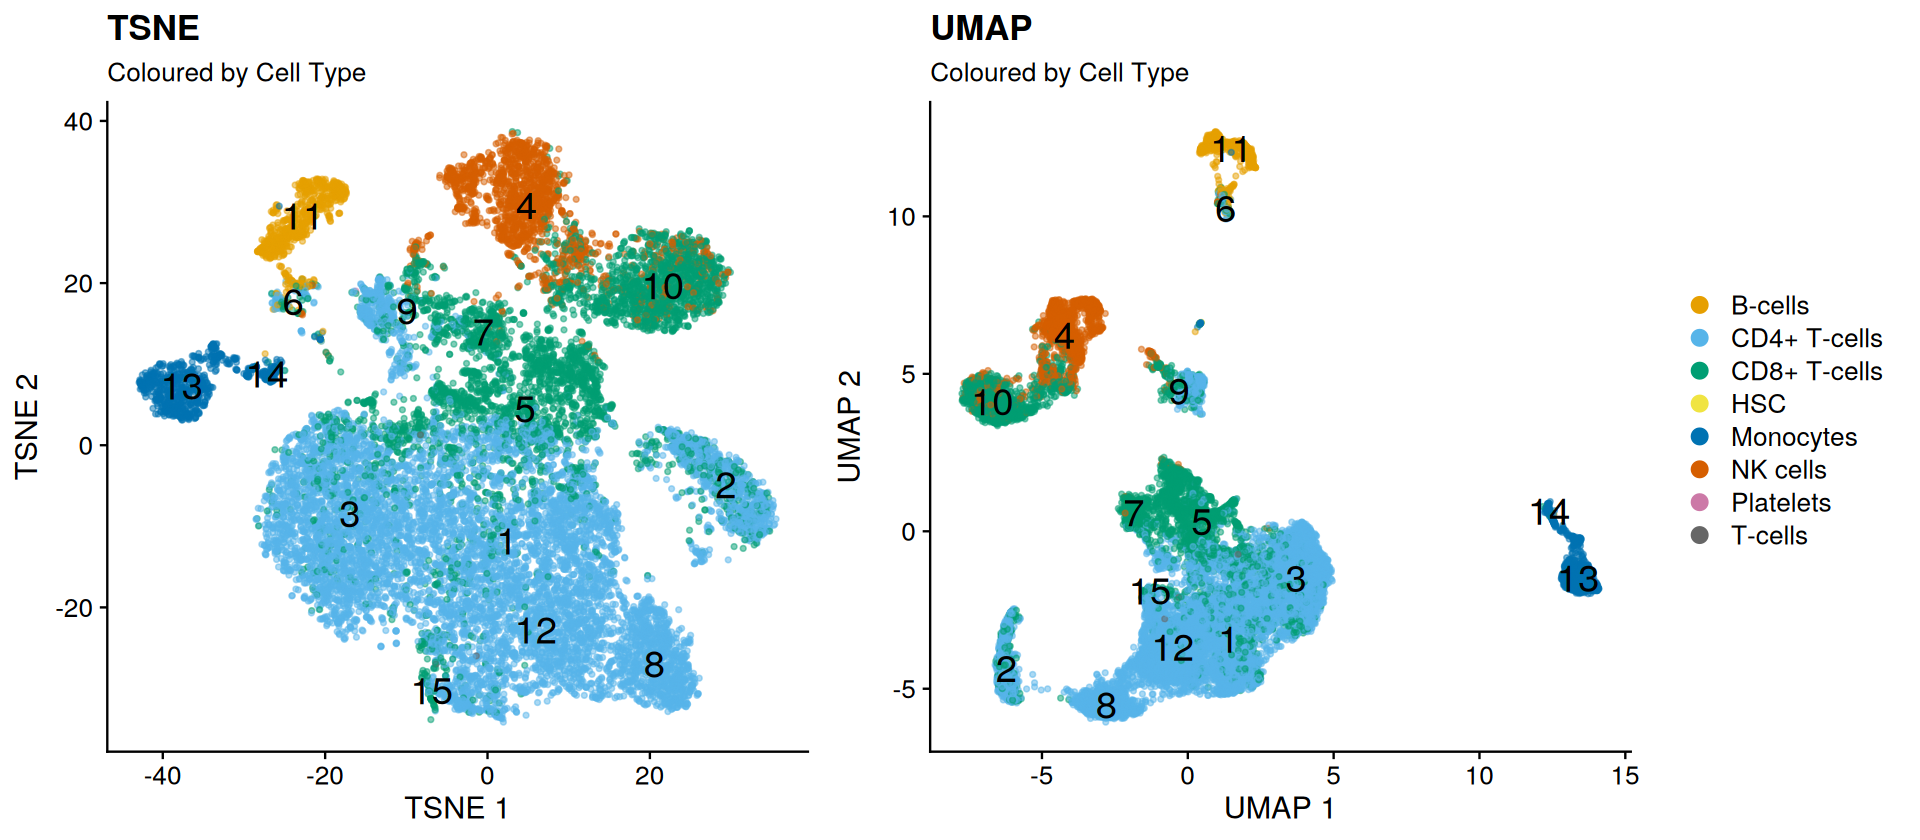 TSNE
Coloured by Cell Type
40
20
0
-20
TSNE 2
-40
-20
0
20
TSNE 1
11
4
6
9
7
10
13
14
5
3
2
1
12
8
15
UMAP
Coloured by Cell Type
10
5
0
-5
UMAP 2
-5
0
5
10
15
UMAP 1
11
6
4
10
9
7
5
14
15
3
13
12
1
2
8
B-cells
CD4+ T-cells
CD8+ T-cells
HSC
Monocytes
NK cells
Platelets
T-cells